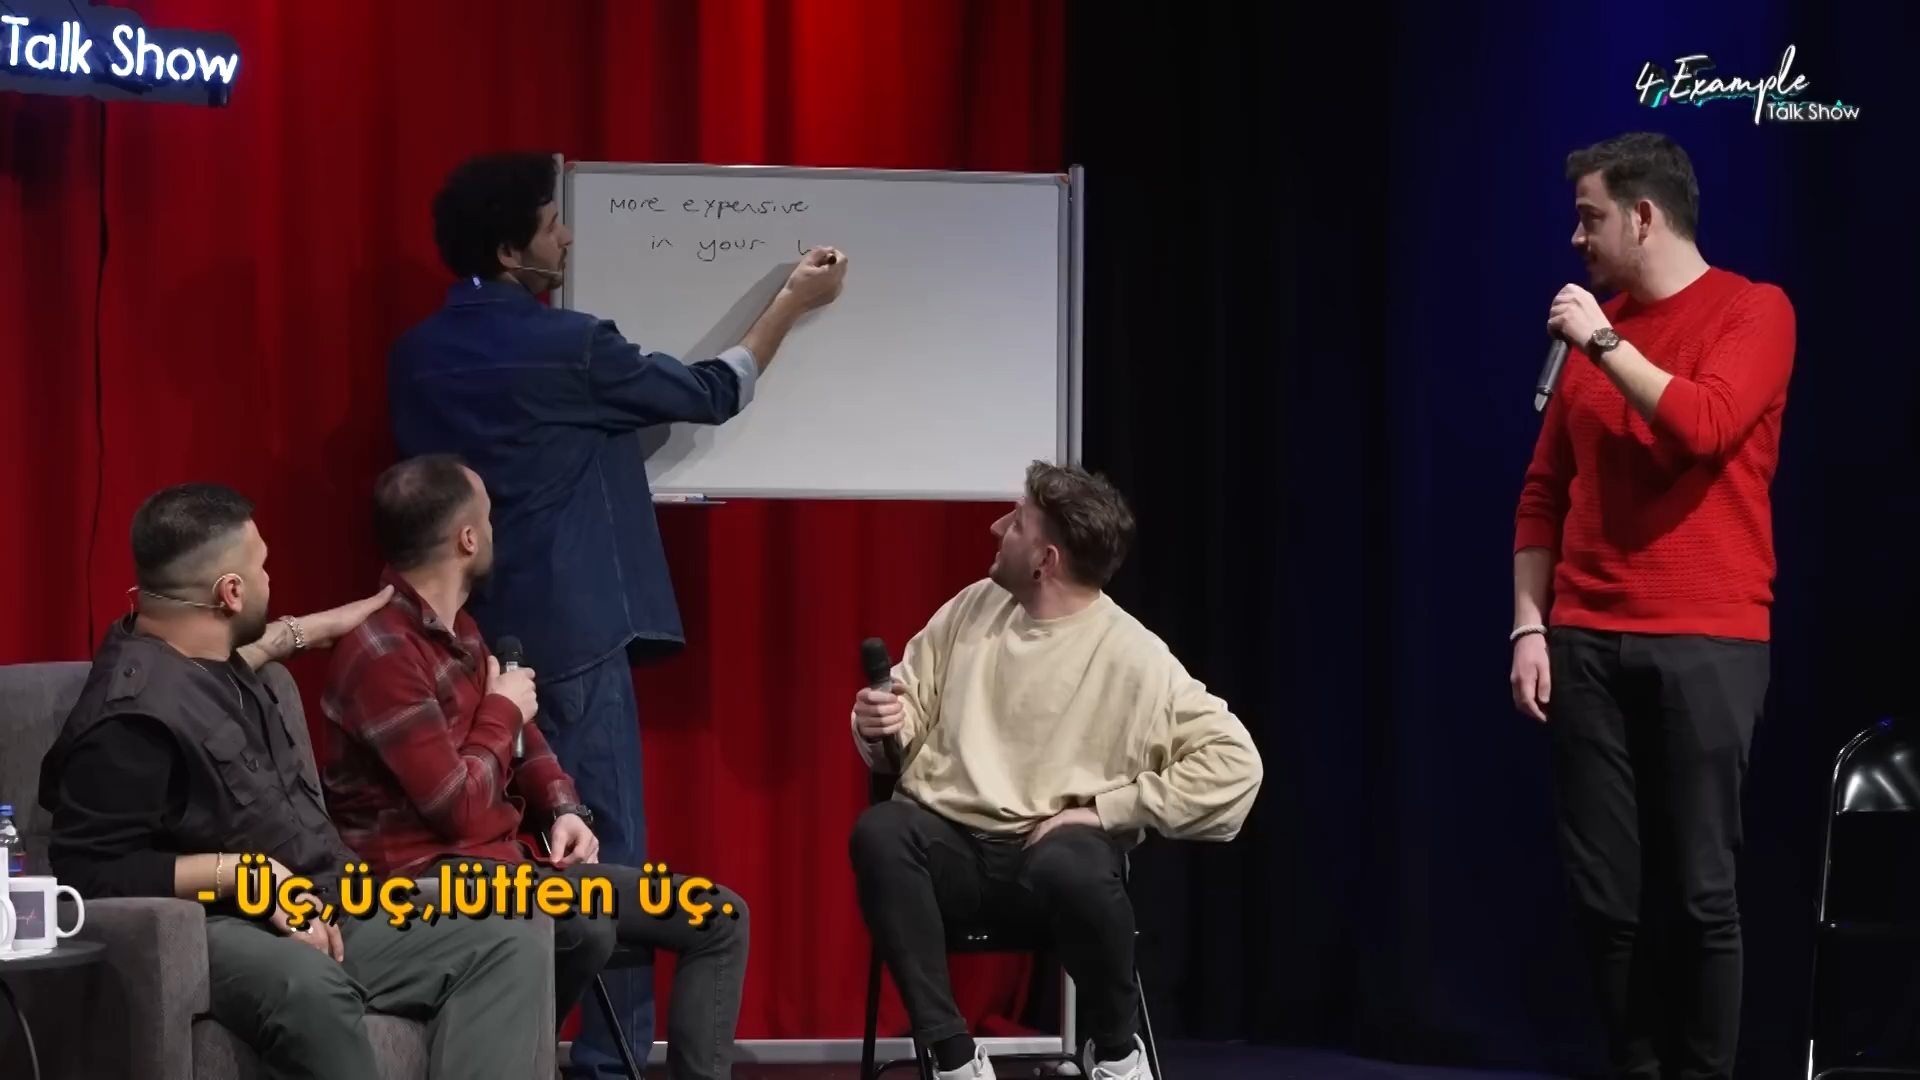 Talk Show
4 Example
Talk Show
More expensive
in your
- Üç,üç,lütfen üç.